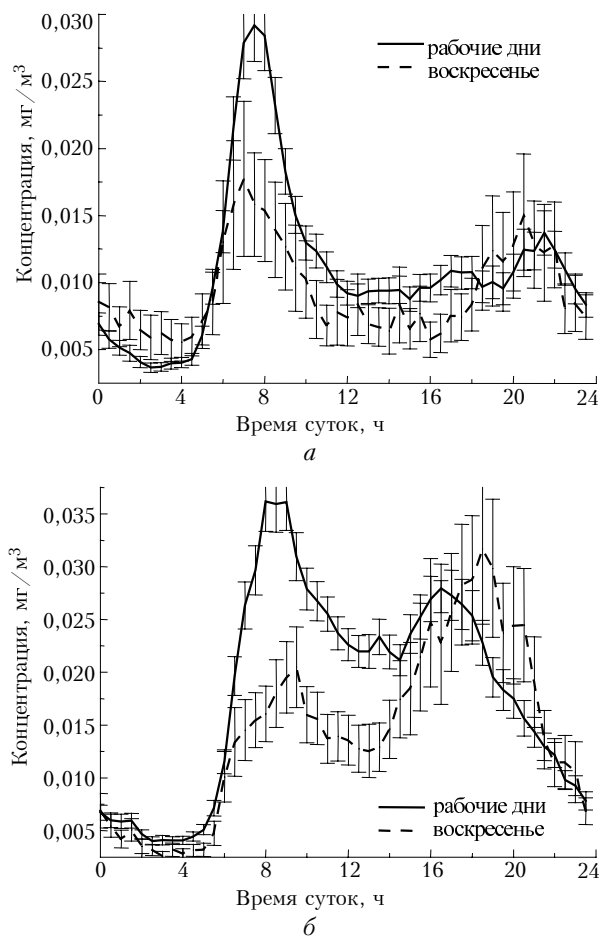 0,030
0,025
0,020
0,015
0,010
0,005
Концентрация, мг/м³
рабочие дни
воскресенье
0 4 8 12 16 20 24
Время суток, ч
а
0,035
0,030
0,025
0,020
0,015
0,010
0,005
Концентрация, мг/м³
рабочие дни
воскресенье
0 4 8 12 16 20 24
Время суток, ч
б